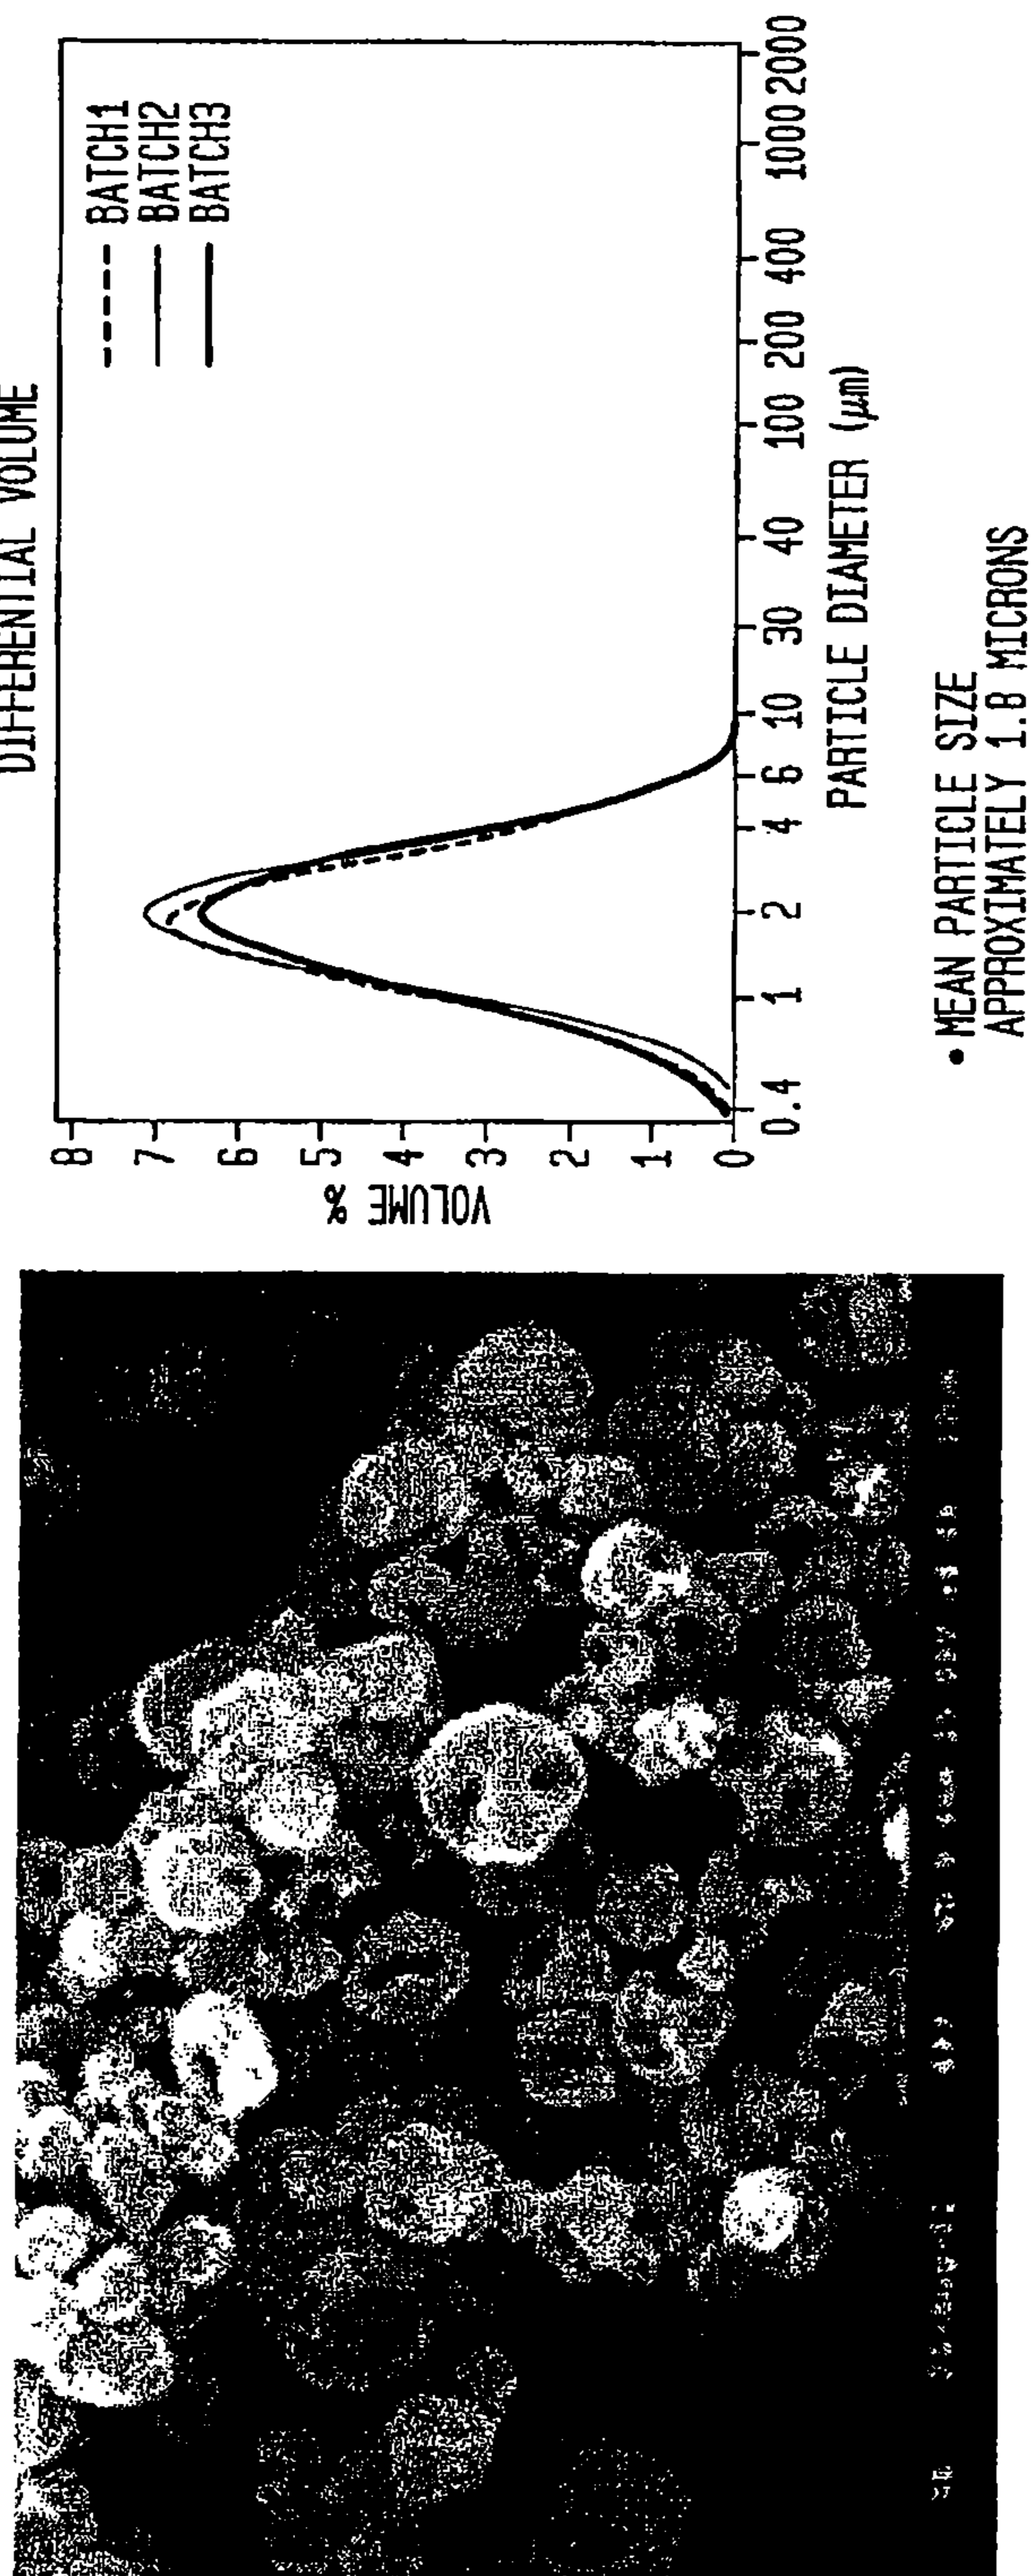 DIFFERENTIAL VOLUME
BATCH1
BATCH2
BATCH3
VOLUME %
8
7
6
5
4
3
2
1
0
0.4 1 2 4 6 10 30 40 100 200 400 1000 2000
PARTICLE DIAMETER (μm)
• MEAN PARTICLE SIZE
APPROXIMATELY 1.8 MICRONS